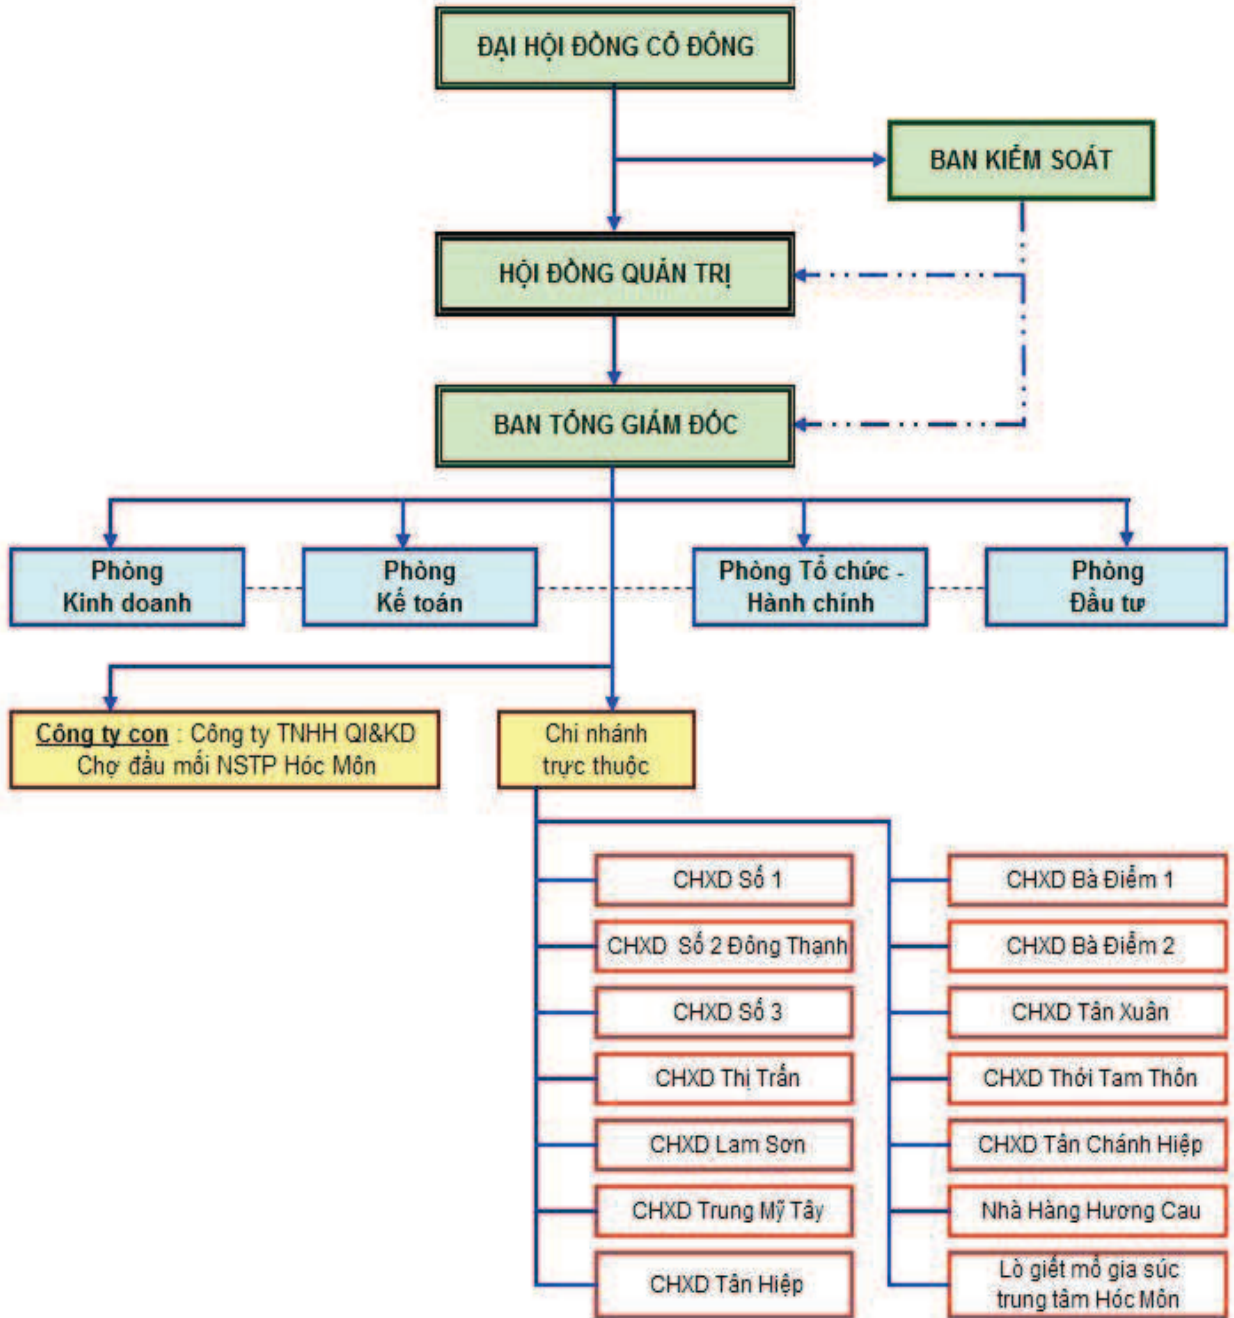 ĐẠI HỘI ĐỒNG CỔ ĐÔNG
BAN KIỂM SOÁT
HỘI ĐỒNG QUẢN TRỊ
BAN TỔNG GIÁM ĐỐC
Phòng
Kinh doanh
Phòng
Kế toán
Phòng Tổ chức -
Hành chính
Phòng
Đầu tư
Công ty con : Công ty TNHH QI&KD
Chợ đầu mối NSTP Hóc Môn
Chi nhánh
trực thuộc
CHXD Số 1
CHXD Số 2 Đông Thạnh
CHXD Số 3
CHXD Thị Trấn
CHXD Lam Sơn
CHXD Trung Mỹ Tây
CHXD Tân Hiệp
CHXD Bà Điểm 1
CHXD Bà Điểm 2
CHXD Tân Xuân
CHXD Thới Tam Thôn
CHXD Tân Chánh Hiệp
Nhà Hàng Hương Cau
Lò giết mổ gia súc
trung tâm Hóc Môn